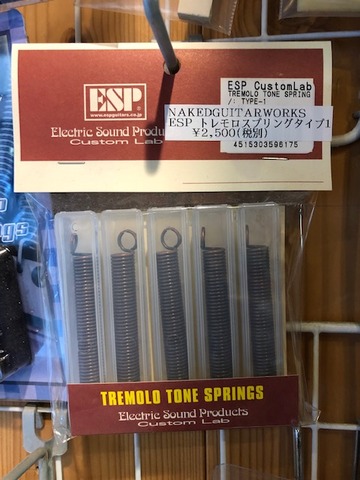 ESP
www.espguitars.co.jp
Electric Sound Products
Custom Lab
ESP CustomLab
TREMOLO TONE SPRING
/: TYPE-1
NAKEDGUITARWORKS
ESP トレモロスプリングタイプ1
¥2,500(税別)
4515303596175
TREMOLO TONE SPRINGS
Electric Sound Products
Custom Lab